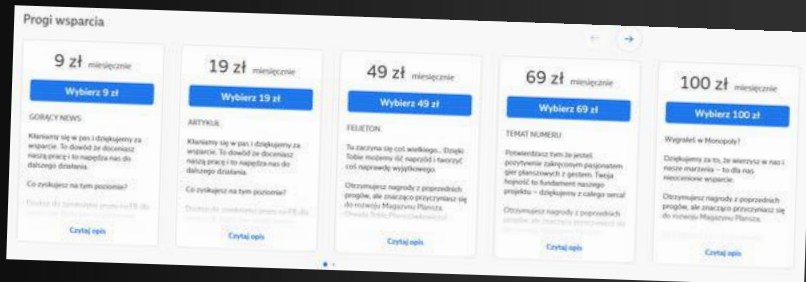 Progi wsparcia
9 zł miesięcznie
Wybierz 9 zł
GORĄCY NEWS
Kłaniamy się w pas i dziękujemy za
wsparcie. To dowód że doceniasz
naszą pracę i to napędza nas do
dalszego działania.
Co zyskujesz na tym poziomie?
Czytaj opis
19 zł miesięcznie
Wybierz 19 zł
ARTYKUŁ
Kłaniamy się w pas i dziękujemy za
wsparcie. To dowód że doceniasz
naszą pracę i to napędza nas do
dalszego działania.
Co zyskujesz na tym poziomie?
Czytaj opis
49 zł miesięcznie
Wybierz 49 zł
FELIETON
Tu zaczyna się coś wielkiego... Dzięki
Tobie możemy iść naprzód i tworzyć
coś naprawdę wyjątkowego.
Otrzymujesz nagrody z poprzednich
progów, ale znacząco przyczyniasz się
do rozwoju Magazynu Plansza.
Czytaj opis
69 zł miesięcznie
Wybierz 69 zł
TEMAT NUMERU
Potwierdzasz tym że jesteś
pozytywnie zakręconym pasjonatem
gier planszowych z gestem. Twoja
hojność to fundament naszego
projektu – dziękujemy z całego serca!
Otrzymujesz nagrody z poprzednich
progów, ale znacząco przyczyniasz się
Czytaj opis
100 zł miesięcznie
Wybierz 100 zł
Wygrałeś w Monopoly?
Dziękujemy za to, że wierzysz w nas i
nasze marzenia – to dla nas
nieocenione wsparcie.
Otrzymujesz nagrody z poprzednich
progów, ale znacząco przyczyniasz się
do rozwoju Magazynu Plansza.
Czytaj opis